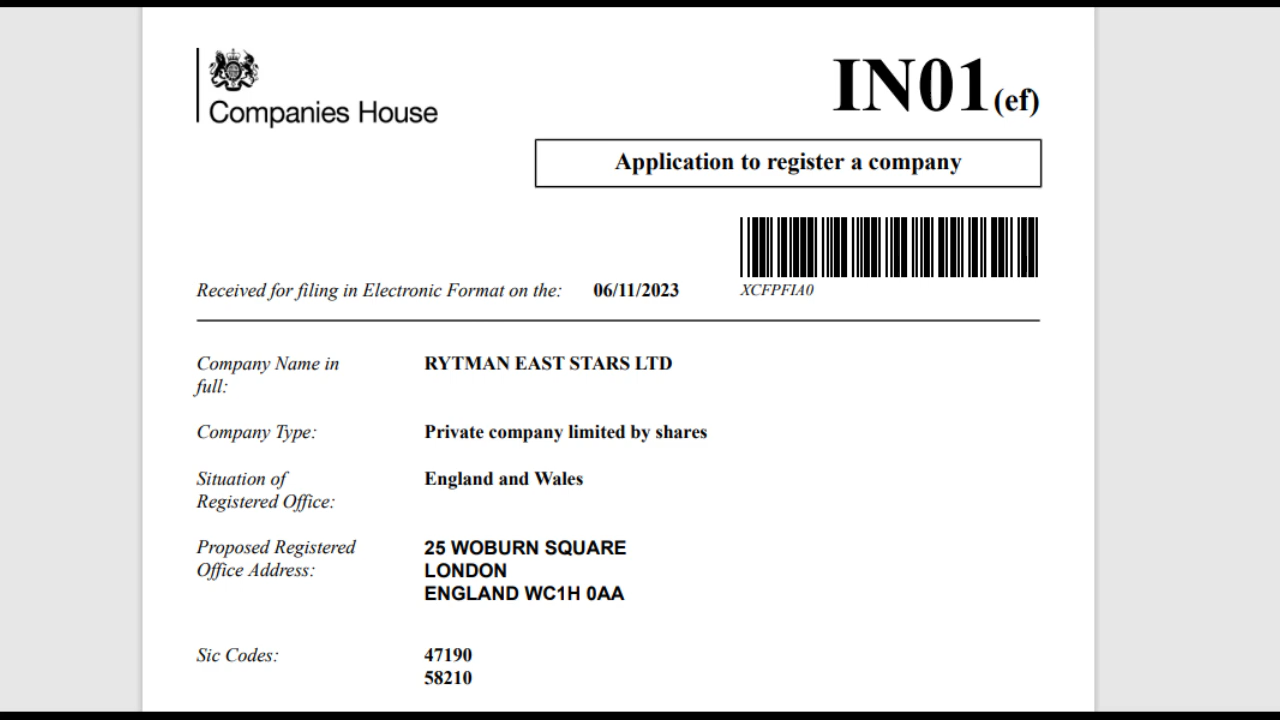 Companies House
IN01(ef)
Application to register a company
XCFPFIA0
Received for filing in Electronic Format on the: 06/11/2023
Company Name in full: RYTMAN EAST STARS LTD
Company Type: Private company limited by shares
Situation of Registered Office: England and Wales
Proposed Registered Office Address: 25 WOBURN SQUARE
LONDON
ENGLAND WC1H 0AA
Sic Codes: 47190
58210